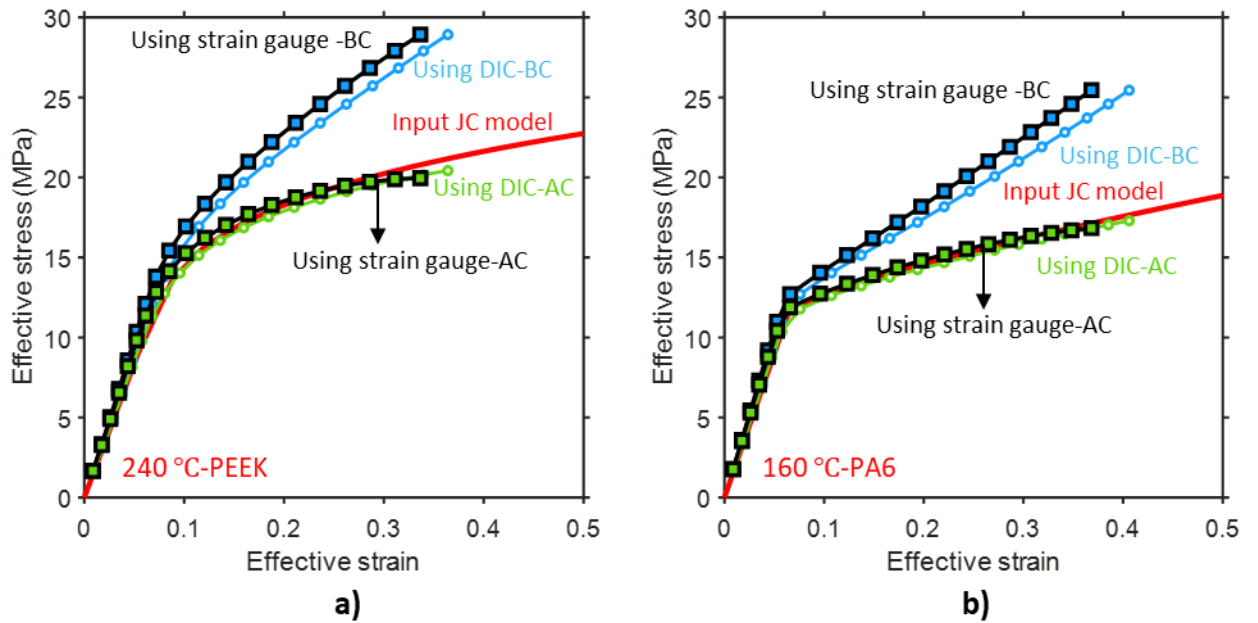 30
25
20
15
10
5
0
Effective stress (MPa)
Using strain gauge -BC
Using DIC-BC
Input JC model
Using DIC-AC
Using strain gauge-AC
240 °C-PEEK
0 0.1 0.2 0.3 0.4 0.5
Effective strain
a)
30
25
20
15
10
5
0
Effective stress (MPa)
Using strain gauge -BC
Using DIC-BC
Input JC model
Using DIC-AC
Using strain gauge-AC
160 °C-PA6
0 0.1 0.2 0.3 0.4 0.5
Effective strain
b)